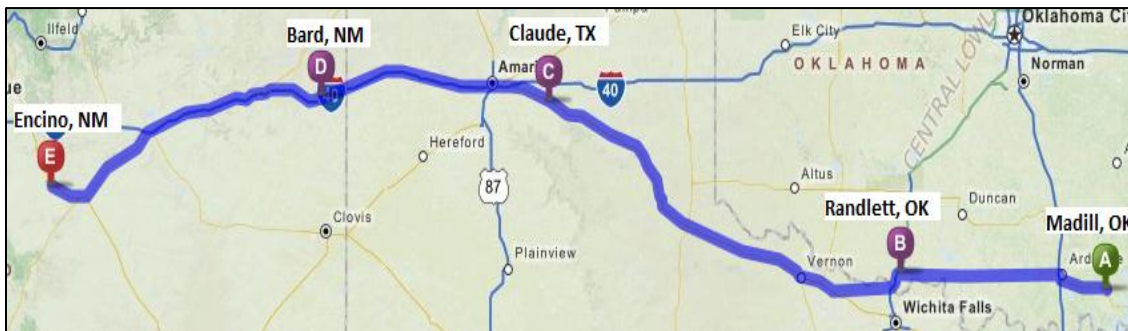 Ilfeld
Bard, NM
Claude, TX
Oklahoma City
Elk City
D
Amari
C
OKLAHOMA
Norman
40
40
CENTRAL LOWL
Encino, NM
E
Hereford
87
Altus
Duncan
Randlett, OK
Clovis
Madill, OK
B
Plainview
Vernon
Ard
A
Wichita Falls